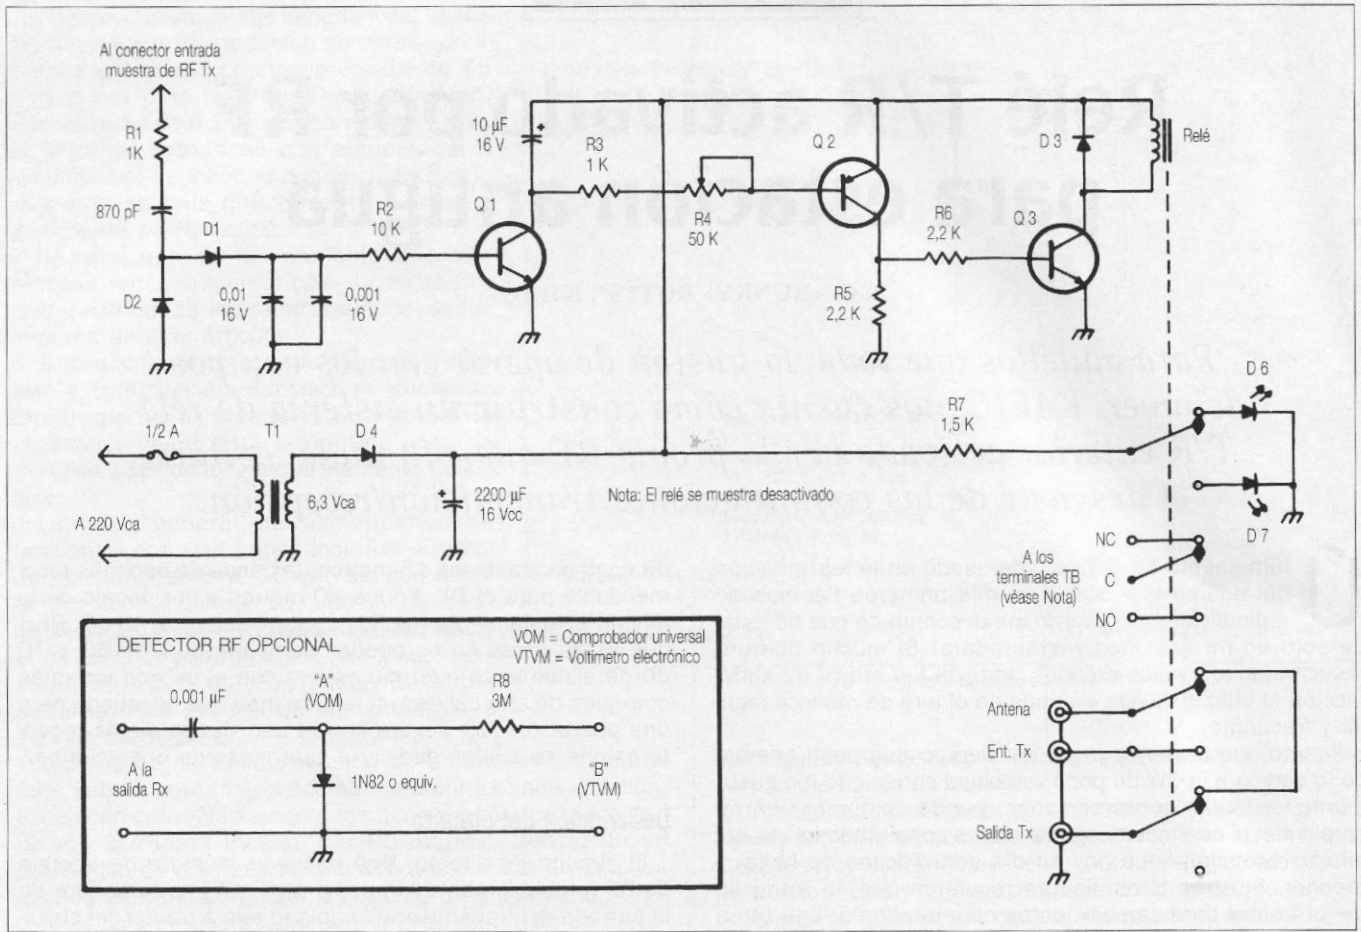 Al conector entrada
muestra de RF Tx
R1
1K
870 pF
D1
D2
0,01
16 V
0,001
16 V
R2
10 K
Q 1
10 µF
16 V
+
R3
1 K
R4
50 K
Q 2
R5
2,2 K
R6
2,2 K
Q 3
D 3
Relé
1/2 A
T1
D 4
6,3 Vca
A 220 Vca
+
2200 µF
16 Vcc
Nota: El relé se muestra desactivado
R7
1,5 K
D 6
D 7
A los
terminales TB
(véase Nota)
NC
C
NO
Antena
Ent. Tx
Salida Tx
DETECTOR RF OPCIONAL
VOM = Comprobador universal
VTVM = Voltímetro electrónico
0,001 µF
"A"
(VOM)
R8
3M
A la
salida Rx
1N82 o equiv.
"B"
(VTVM)